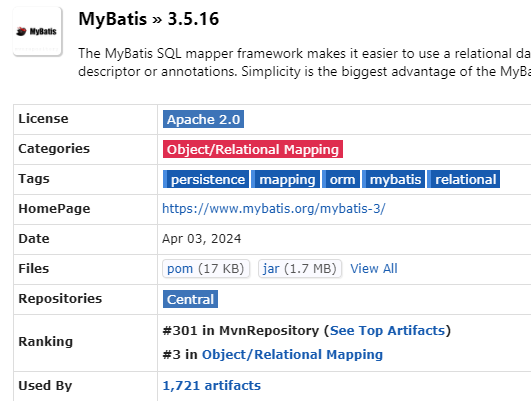 MyBatis
MyBatis » 3.5.16
The MyBatis SQL mapper framework makes it easier to use a relational da
descriptor or annotations. Simplicity is the biggest advantage of the MyBa
License Apache 2.0
Categories Object/Relational Mapping
Tags persistence mapping orm mybatis relational
HomePage https://www.mybatis.org/mybatis-3/
Date Apr 03, 2024
Files pom (17 KB) jar (1.7 MB) View All
Repositories Central
Ranking #301 in MvnRepository (See Top Artifacts)
#3 in Object/Relational Mapping
Used By 1,721 artifacts